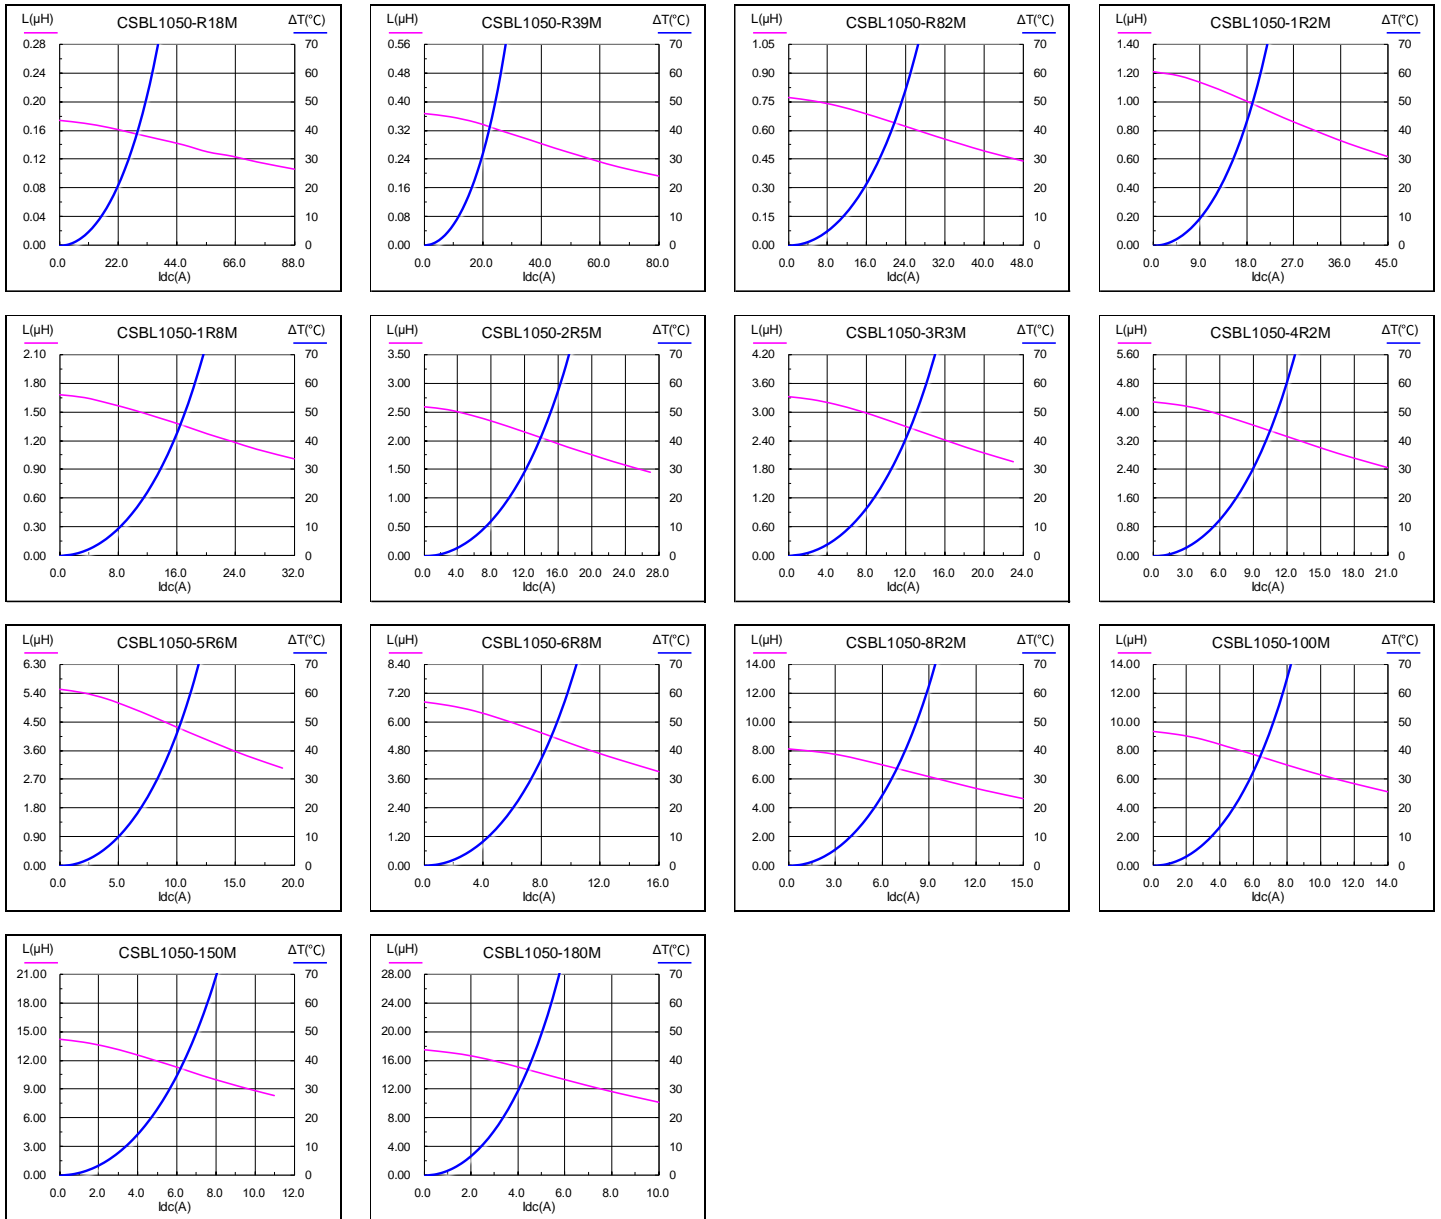 L(μH) CSBL1050-R18M ΔT(℃)
0.28 70
0.24 60
0.20 50
0.16 40
0.12 30
0.08 20
0.04 10
0.00 0
0.0 22.0 44.0 66.0 88.0
Idc(A)
L(μH) CSBL1050-R39M ΔT(℃)
0.56 70
0.48 60
0.40 50
0.32 40
0.24 30
0.16 20
0.08 10
0.00 0
0.0 20.0 40.0 60.0 80.0
Idc(A)
L(μH) CSBL1050-R82M ΔT(℃)
1.05 70
0.90 60
0.75 50
0.60 40
0.45 30
0.30 20
0.15 10
0.00 0
0.0 8.0 16.0 24.0 32.0 40.0 48.0
Idc(A)
L(μH) CSBL1050-1R2M ΔT(℃)
1.40 70
1.20 60
1.00 50
0.80 40
0.60 30
0.40 20
0.20 10
0.00 0
0.0 9.0 18.0 27.0 36.0 45.0
Idc(A)
L(μH) CSBL1050-1R8M ΔT(℃)
2.10 70
1.80 60
1.50 50
1.20 40
0.90 30
0.60 20
0.30 10
0.00 0
0.0 8.0 16.0 24.0 32.0
Idc(A)
L(μH) CSBL1050-2R5M ΔT(℃)
3.50 70
3.00 60
2.50 50
2.00 40
1.50 30
1.00 20
0.50 10
0.00 0
0.0 4.0 8.0 12.0 16.0 20.0 24.0 28.0
Idc(A)
L(μH) CSBL1050-3R3M ΔT(℃)
4.20 70
3.60 60
3.00 50
2.40 40
1.80 30
1.20 20
0.60 10
0.00 0
0.0 4.0 8.0 12.0 16.0 20.0 24.0
Idc(A)
L(μH) CSBL1050-4R2M ΔT(℃)
5.60 70
4.80 60
4.00 50
3.20 40
2.40 30
1.60 20
0.80 10
0.00 0
0.0 3.0 6.0 9.0 12.0 15.0 18.0 21.0
Idc(A)
L(μH) CSBL1050-5R6M ΔT(℃)
6.30 70
5.40 60
4.50 50
3.60 40
2.70 30
1.80 20
0.90 10
0.00 0
0.0 5.0 10.0 15.0 20.0
Idc(A)
L(μH) CSBL1050-6R8M ΔT(℃)
8.40 70
7.20 60
6.00 50
4.80 40
3.60 30
2.40 20
1.20 10
0.00 0
0.0 4.0 8.0 12.0 16.0
Idc(A)
L(μH) CSBL1050-8R2M ΔT(℃)
14.00 70
12.00 60
10.00 50
8.00 40
6.00 30
4.00 20
2.00 10
0.00 0
0.0 3.0 6.0 9.0 12.0 15.0
Idc(A)
L(μH) CSBL1050-100M ΔT(℃)
14.00 70
12.00 60
10.00 50
8.00 40
6.00 30
4.00 20
2.00 10
0.00 0
0.0 2.0 4.0 6.0 8.0 10.0 12.0 14.0
Idc(A)
L(μH) CSBL1050-150M ΔT(℃)
21.00 70
18.00 60
15.00 50
12.00 40
9.00 30
6.00 20
3.00 10
0.00 0
0.0 2.0 4.0 6.0 8.0 10.0 12.0
Idc(A)
L(μH) CSBL1050-180M ΔT(℃)
28.00 70
24.00 60
20.00 50
16.00 40
12.00 30
8.00 20
4.00 10
0.00 0
0.0 2.0 4.0 6.0 8.0 10.0
Idc(A)